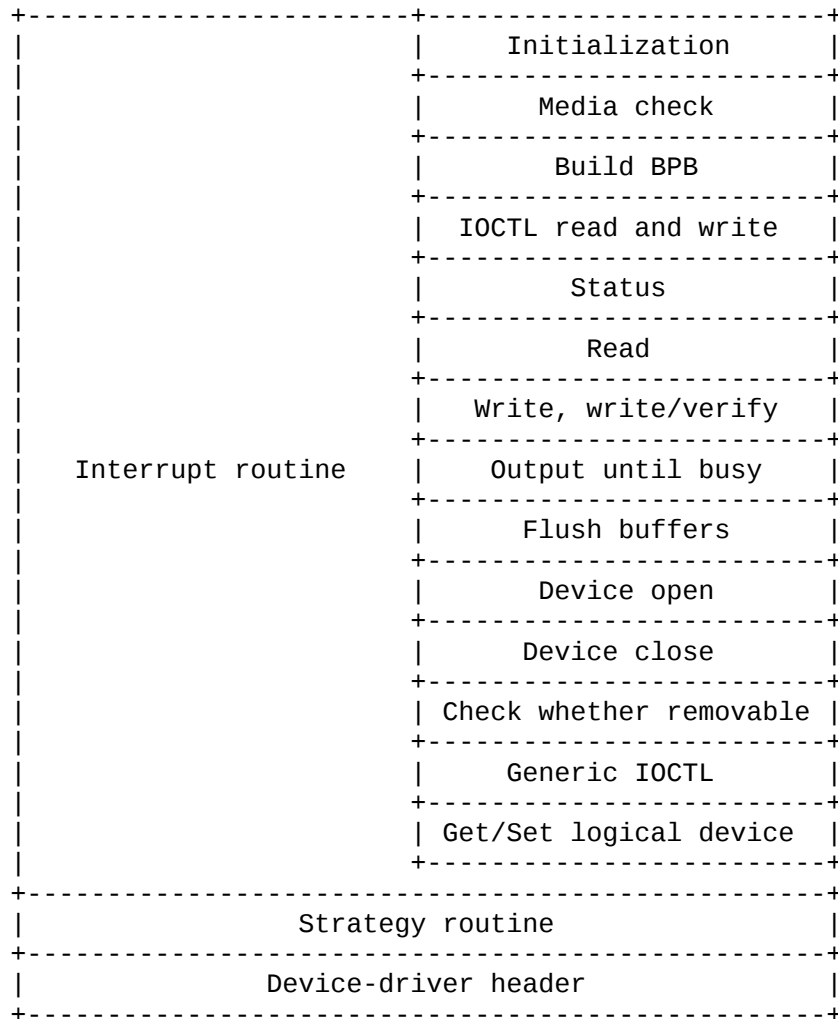 Initialization
Media check
Build BPB
IOCTL read and write
Status
Read
Write, write/verify
Interrupt routine
Output until busy
Flush buffers
Device open
Device close
Check whether removable
Generic IOCTL
Get/Set logical device
Strategy routine
Device-driver header